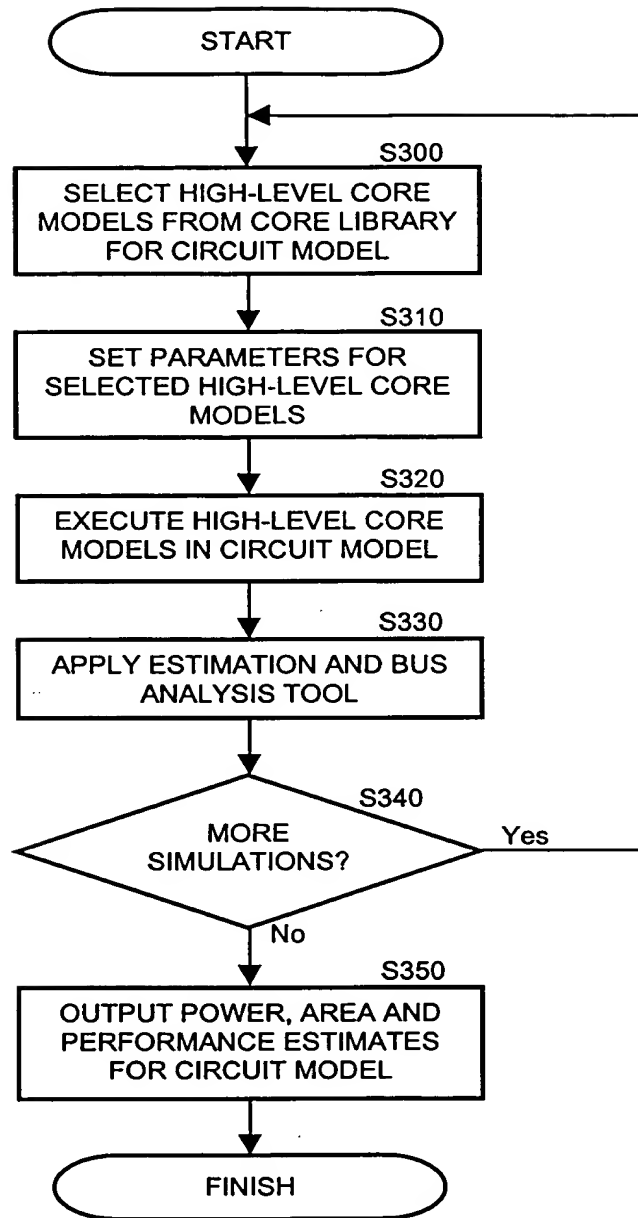 START
S300
SELECT HIGH-LEVEL CORE
MODELS FROM CORE LIBRARY
FOR CIRCUIT MODEL
S310
SET PARAMETERS FOR
SELECTED HIGH-LEVEL CORE
MODELS
S320
EXECUTE HIGH-LEVEL CORE
MODELS IN CIRCUIT MODEL
S330
APPLY ESTIMATION AND BUS
ANALYSIS TOOL
S340
MORE
SIMULATIONS?
Yes
No
S350
OUTPUT POWER, AREA AND
PERFORMANCE ESTIMATES
FOR CIRCUIT MODEL
FINISH